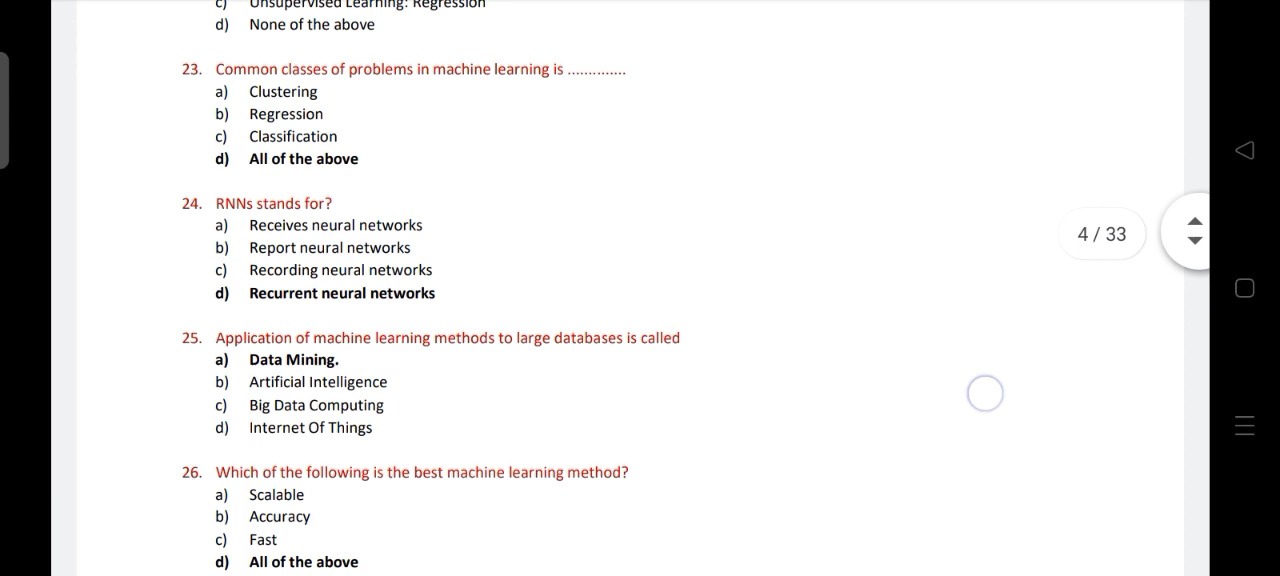 c) Unsupervised Learning: Regression
d) None of the above
23. Common classes of problems in machine learning is ..............
a) Clustering
b) Regression
c) Classification
d) All of the above
24. RNNs stands for?
a) Receives neural networks
b) Report neural networks
c) Recording neural networks
d) Recurrent neural networks
4 / 33
25. Application of machine learning methods to large databases is called
a) Data Mining.
b) Artificial Intelligence
c) Big Data Computing
d) Internet Of Things
26. Which of the following is the best machine learning method?
a) Scalable
b) Accuracy
c) Fast
d) All of the above